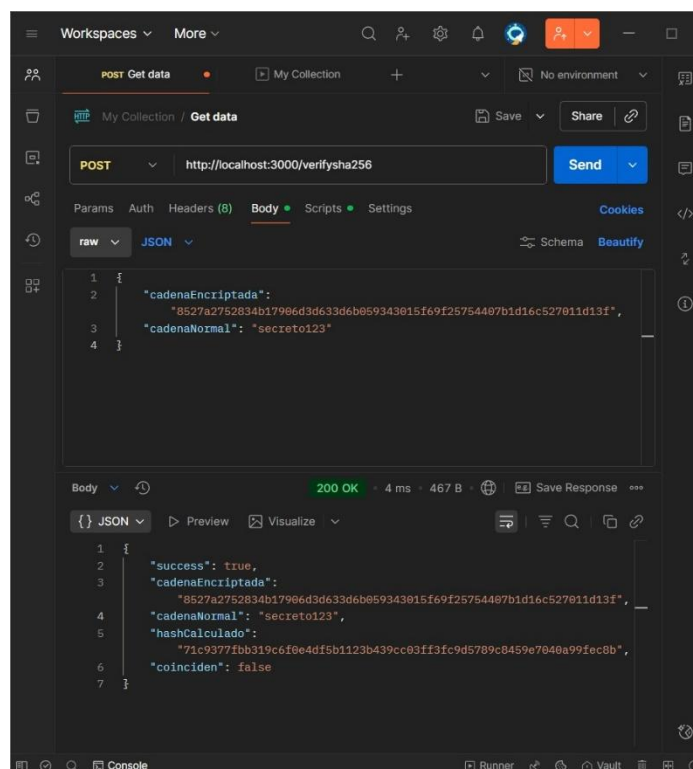 Workspaces More
POST Get data My Collection No environment
HTTP My Collection / Get data Save Share
POST http://localhost:3000/verifysha256 Send
Params Auth Headers (8) Body Scripts Settings Cookies
raw JSON Schema Beautify
1 {
2 "cadenaEncriptada":
"8527a2752834b17906d3d633d6b059343015f69f25754407b1d16c527011d13f",
3 "cadenaNormal": "secreto123"
4 }
Body 200 OK 4 ms 467 B Save Response
{} JSON Preview Visualize
1 {
2 "success": true,
3 "cadenaEncriptada":
"8527a2752834b17906d3d633d6b059343015f69f25754407b1d16c527011d13f",
4 "cadenaNormal": "secreto123",
5 "hashCalculado":
"71c9377fbb319c6f0e4df5b1123b439cc03ff3fc9d5789c8459e7040a99fec8b",
6 "coinciden": false
7 }
Console Runner Vault